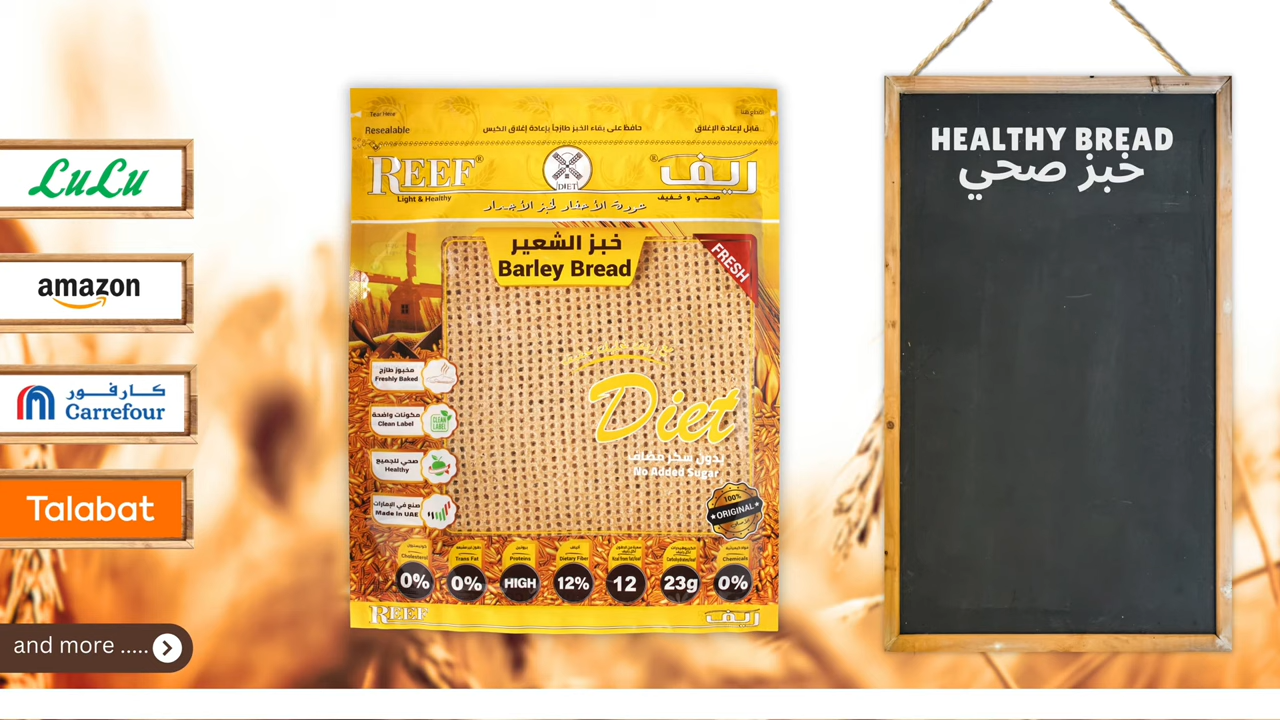 LuLu
amazon
كارفور
Carrefour
Talabat
and more .....
Tear Here
Resealable
حافظ على بقاء الخبز طازجاً بإعادة إغلاق الكيس
قابل لإعادة الإغلاق
REEF®
Light & Healthy
DIET
ريف®
صحي و خفيف
خبز الشعير
Barley Bread
FRESH
مخبوز طازج
Freshly Baked
مكونات واضحة
Clean Label
CLEAN LABEL
صحي للجميع
Healthy
صنع في الإمارات
Made In UAE
Diet
بدون سكر مضاف
No Added Sugar
100%
ORIGINAL
Cholesterol
0%
Trans Fat
0%
Proteins
HIGH
Dietary Fiber
12%
12
23g
Chemicals
0%
REEF
ريف
HEALTHY BREAD
خبز صحي